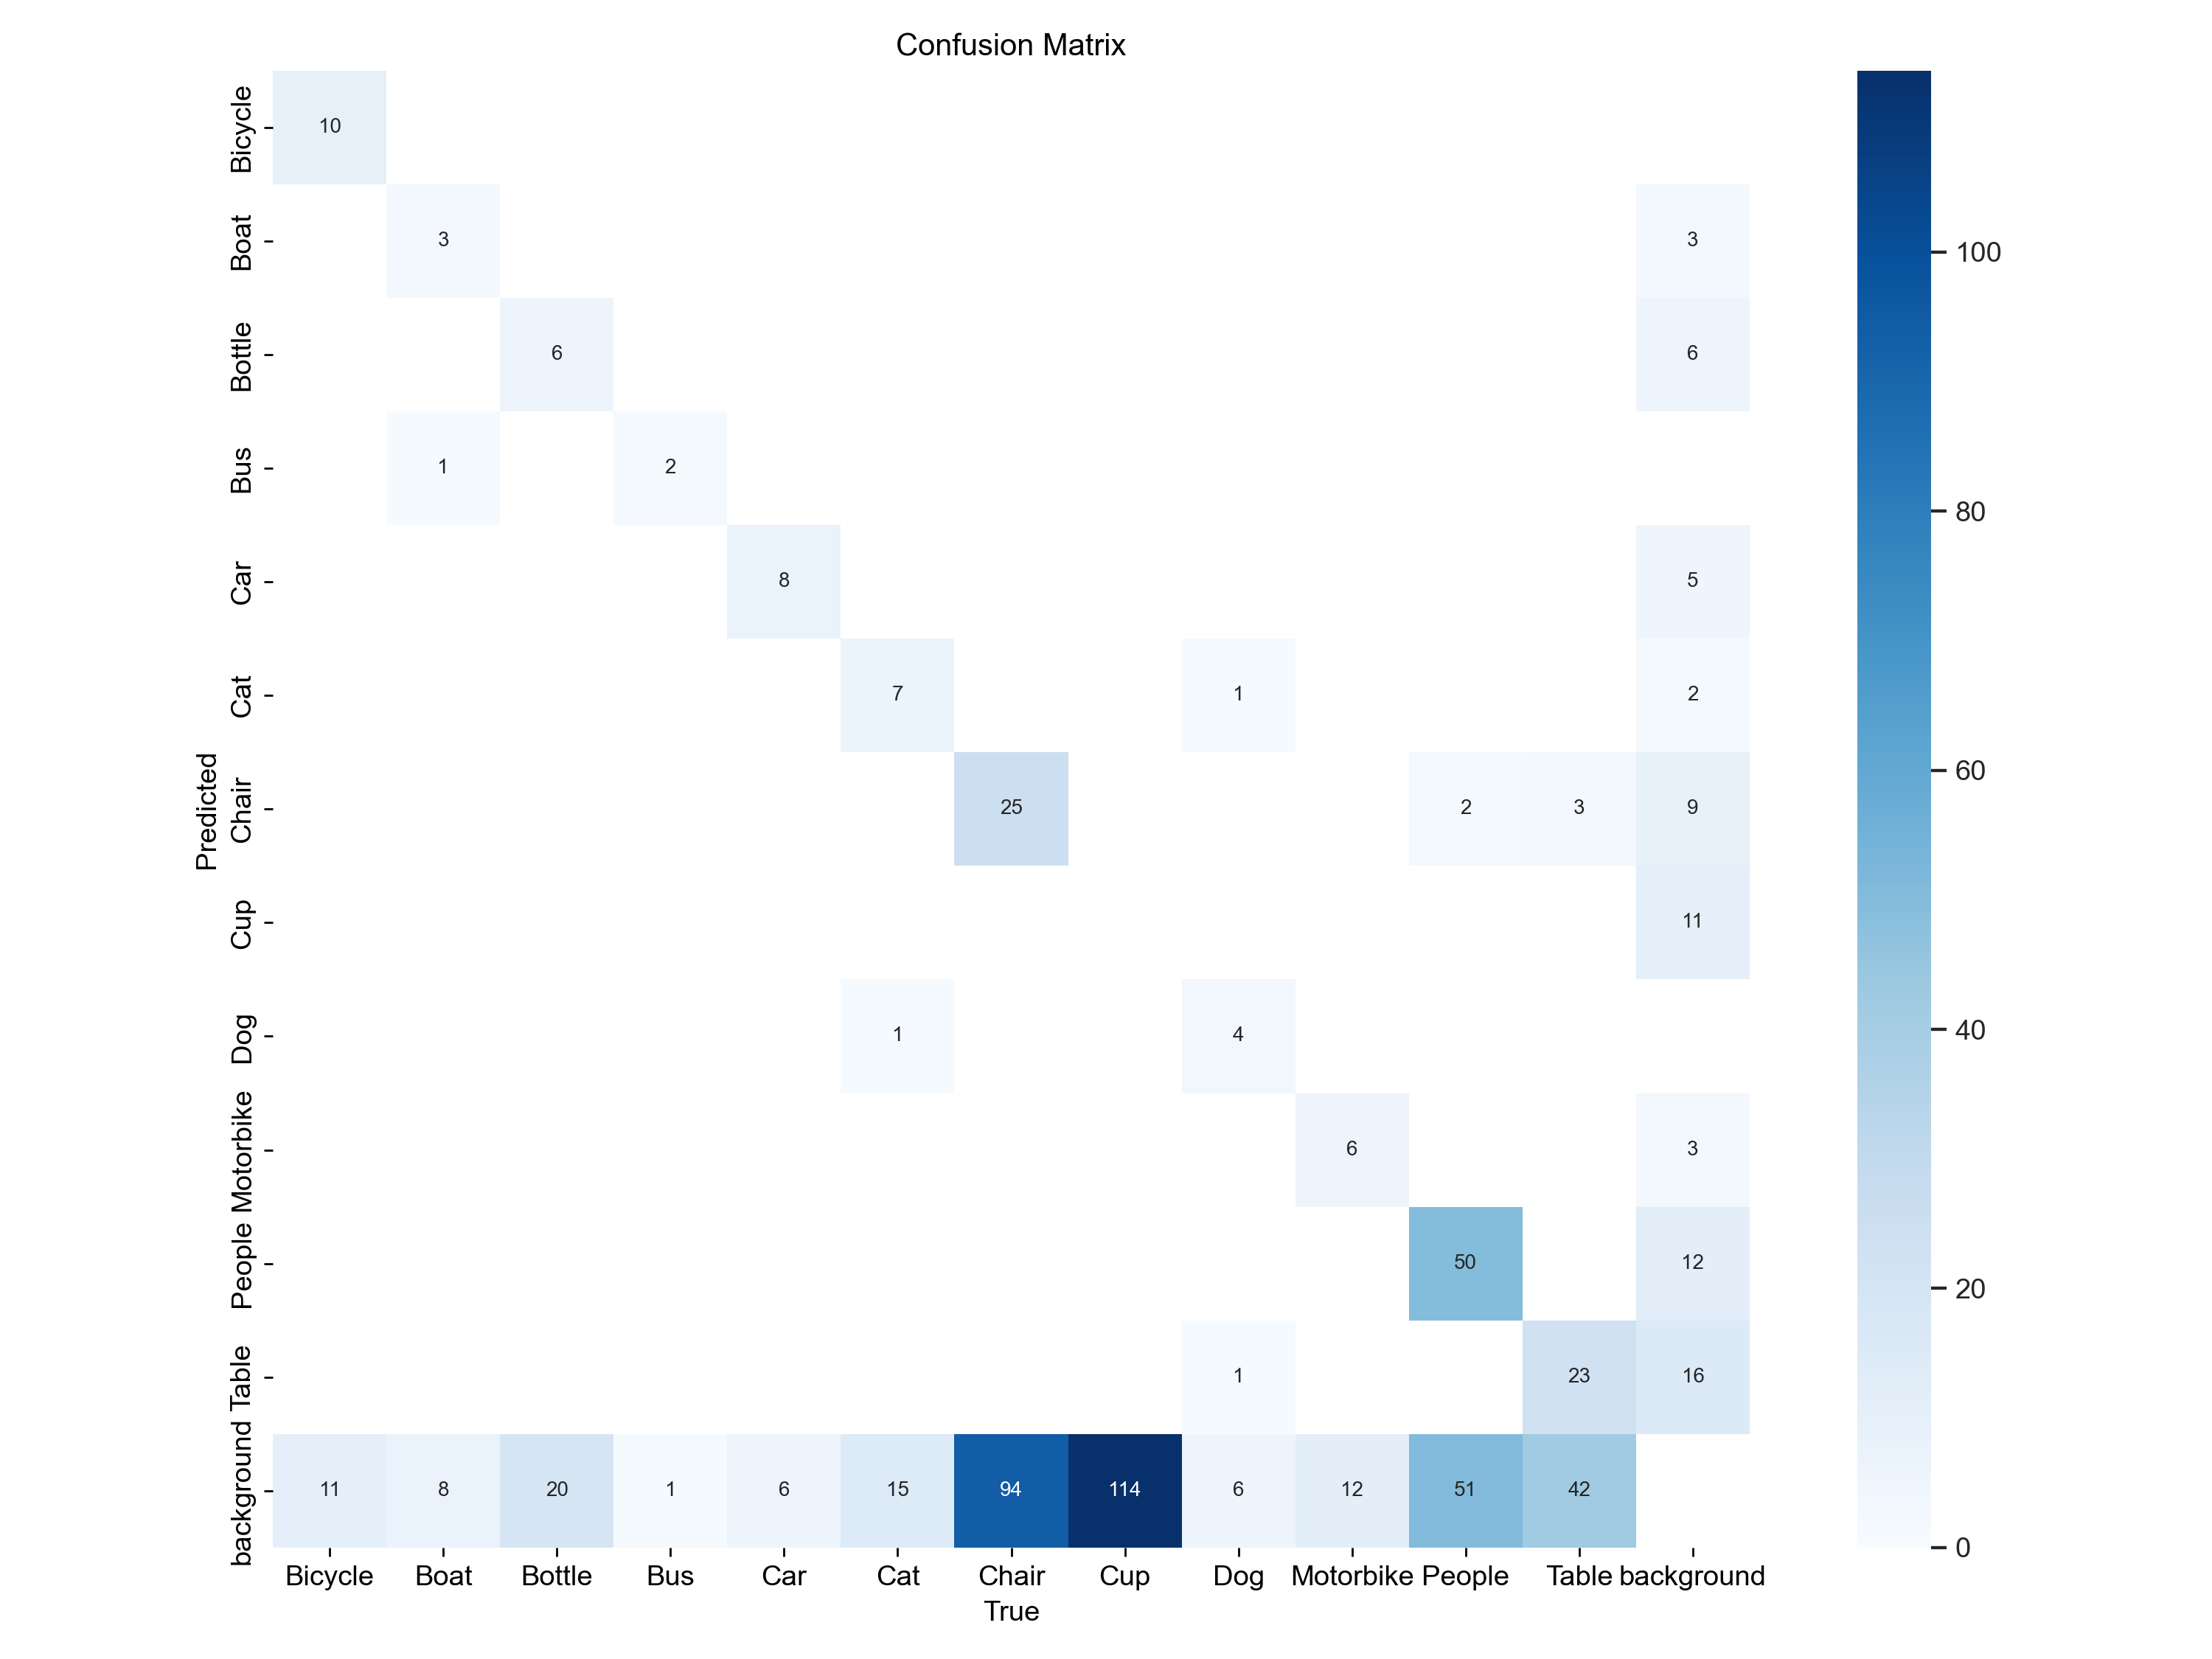 Confusion Matrix
Predicted
Bicycle 10
Boat 3 3
Bottle 6 6
Bus 1 2
Car 8 5
Cat 7 1 2
Chair 25 2 3 9
Cup 11
Dog 1 4
Motorbike 6 3
People 50 12
Table 1 23 16
background 11 8 20 1 6 15 94 114 6 12 51 42
Bicycle Boat Bottle Bus Car Cat Chair Cup Dog Motorbike People Table background
True
100
80
60
40
20
0